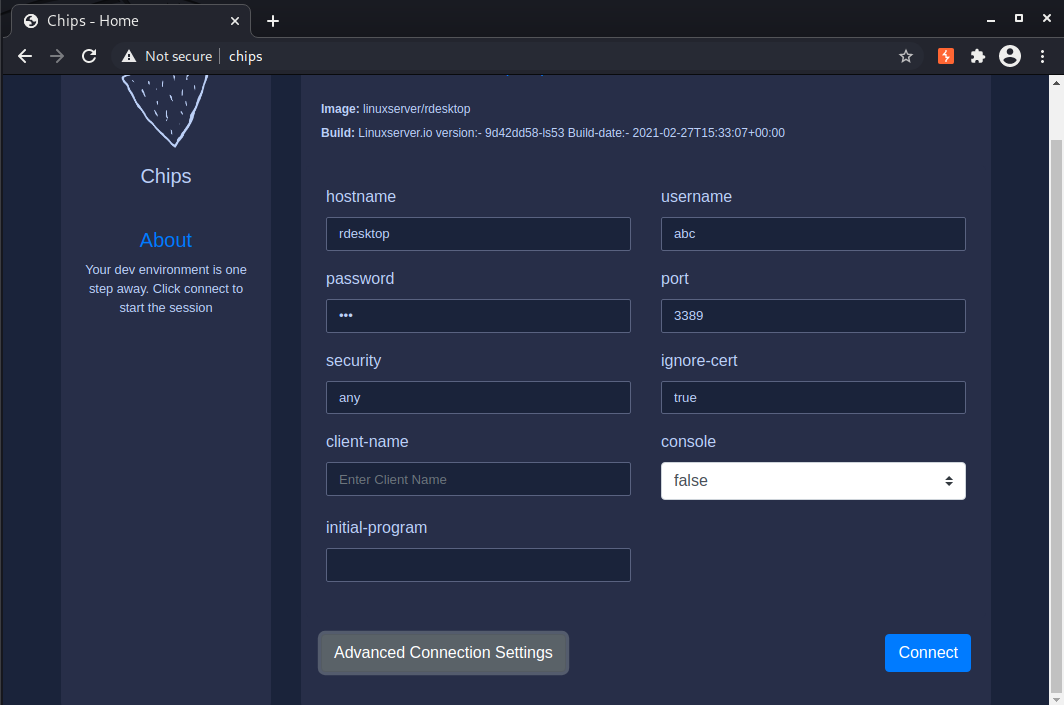 Chips - Home
Not secure
chips
Image: linuxserver/rdesktop
Build: Linuxserver.io version:- 9d42dd58-ls53 Build-date:- 2021-02-27T15:33:07+00:00
Chips
About
Your dev environment is one
step away. Click connect to
start the session
hostname
username
rdesktop
abc
password
port
•••
3389
security
ignore-cert
any
true
client-name
console
Enter Client Name
false
initial-program
Advanced Connection Settings
Connect